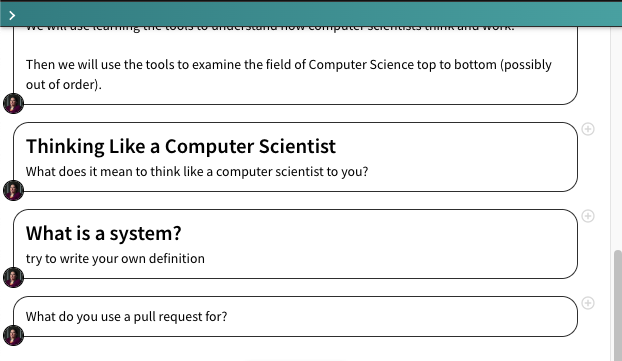 We will use learning the tools to understand how computer scientists think and work.
Then we will use the tools to examine the field of Computer Science top to bottom (possibly
out of order).
Thinking Like a Computer Scientist
What does it mean to think like a computer scientist to you?
What is a system?
try to write your own definition
What do you use a pull request for?